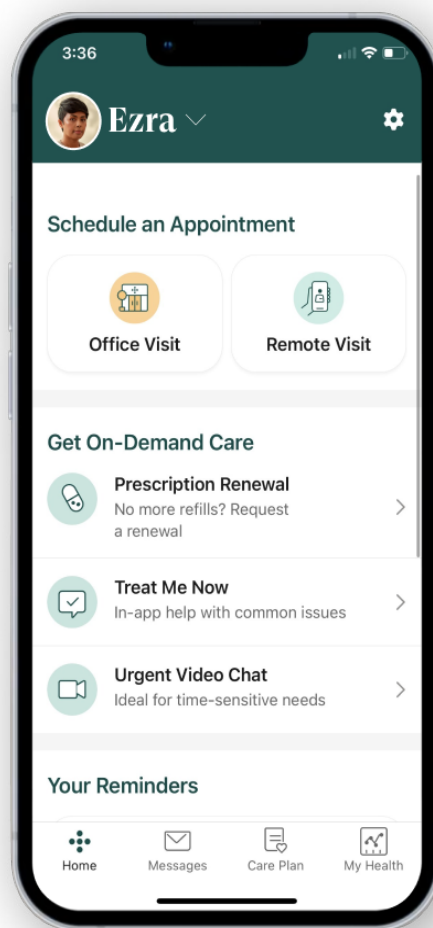 3:36
Ezra
Schedule an Appointment
Office Visit
Remote Visit
Get On-Demand Care
Prescription Renewal
No more refills? Request
a renewal
Treat Me Now
In-app help with common issues
Urgent Video Chat
Ideal for time-sensitive needs
Your Reminders
Home
Messages
Care Plan
My Health